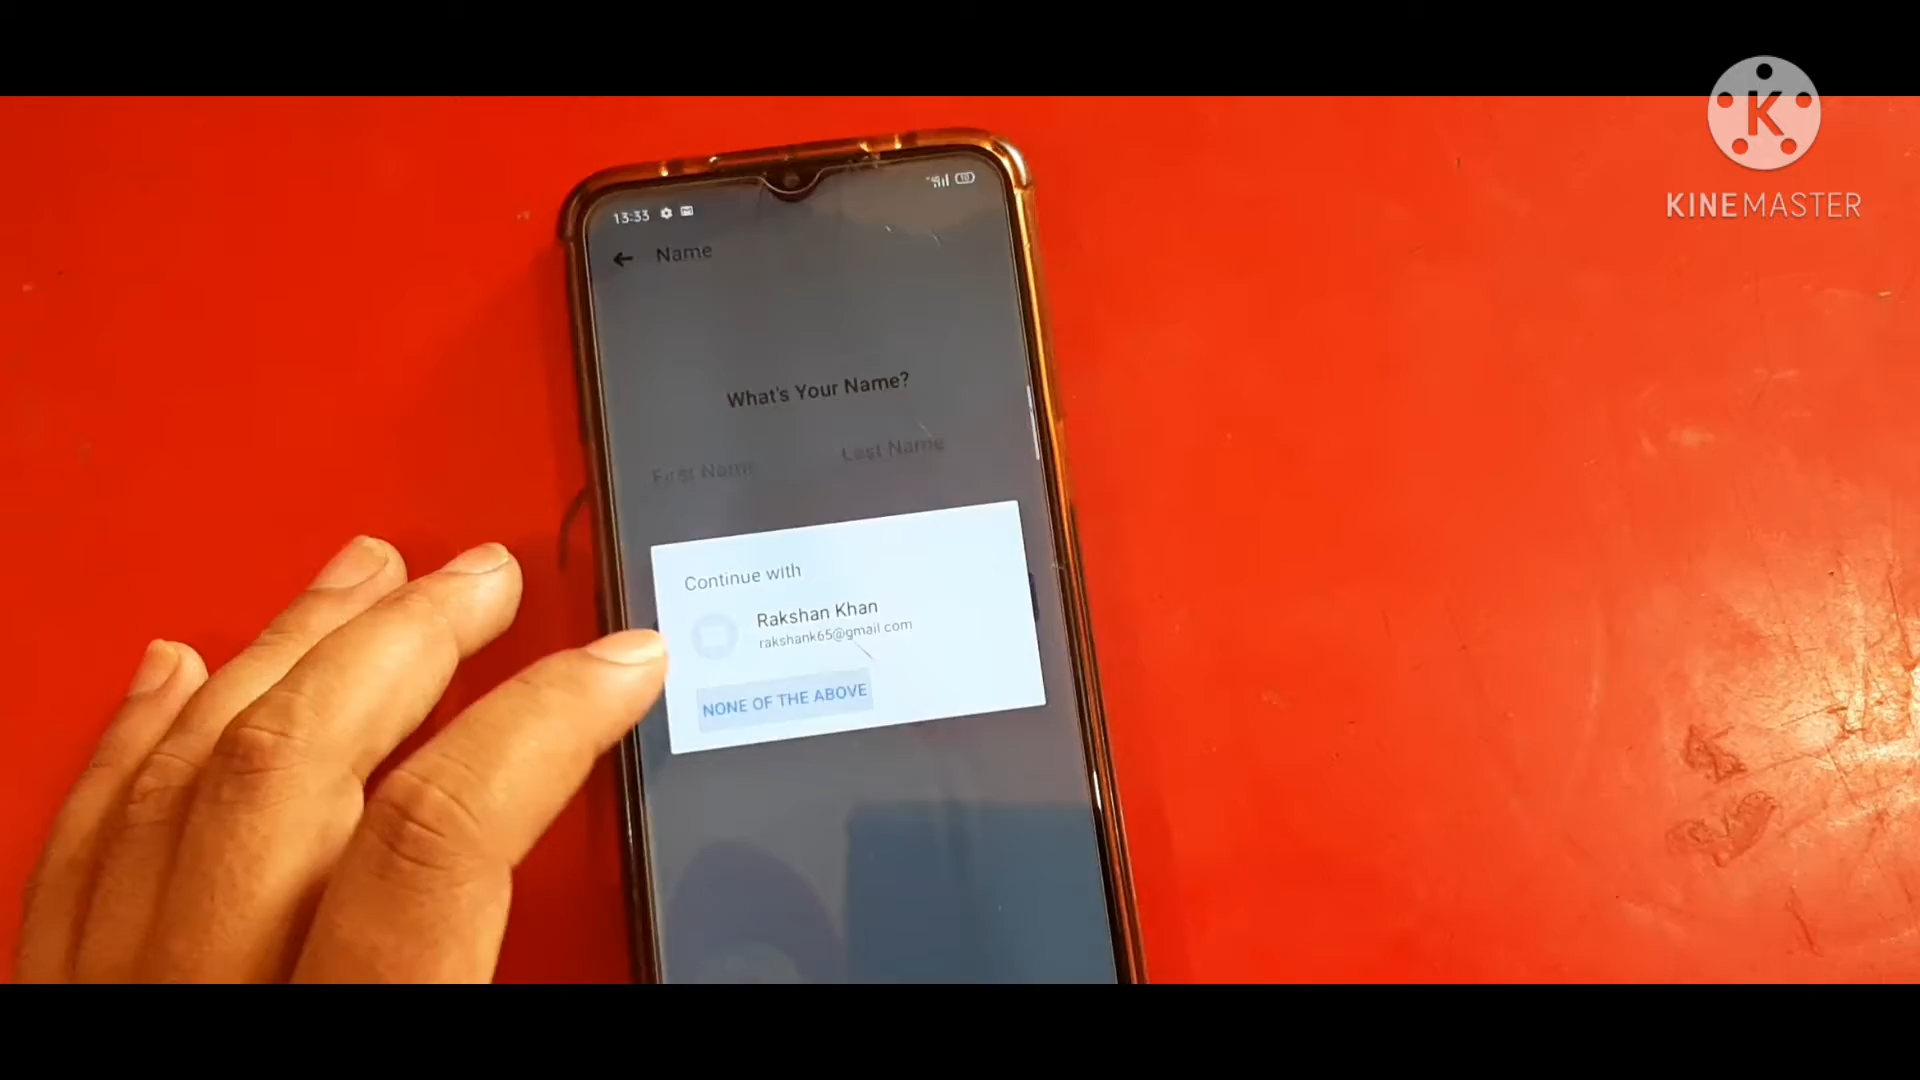 K
KINEMASTER
13:33
Name
What's Your Name?
First Name
Last Name
Continue with
Rakshan Khan
rakshank65@gmail com
NONE OF THE ABOVE